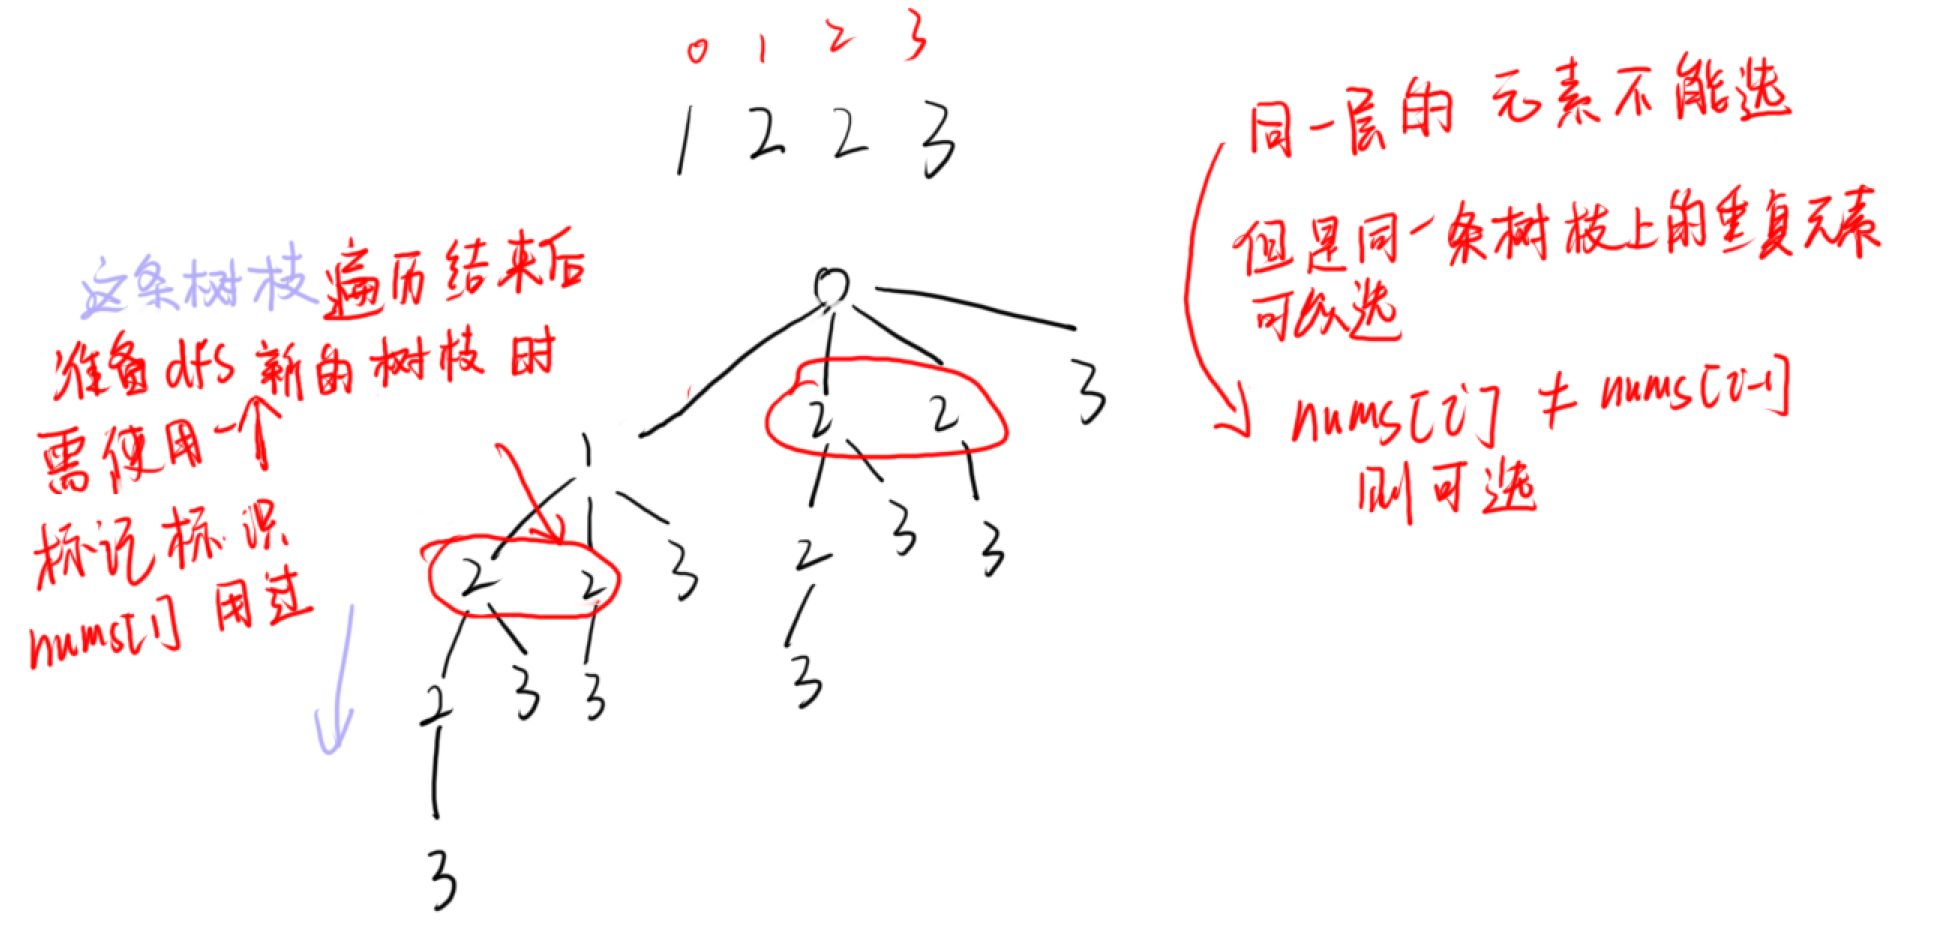 0 1 2 3
1 2 2 3
同一层的 元素不能选
但是同一条树枝上的重复元素
可以选
nums[i] ≠ nums[i-1]
则可选
这条树枝遍历结束后
准备dfs新的树枝时
需使用一个
标记标识
nums[1] 用过
0
1 2 2 3
2 2 3 2 3 3
2 3 3 3
3